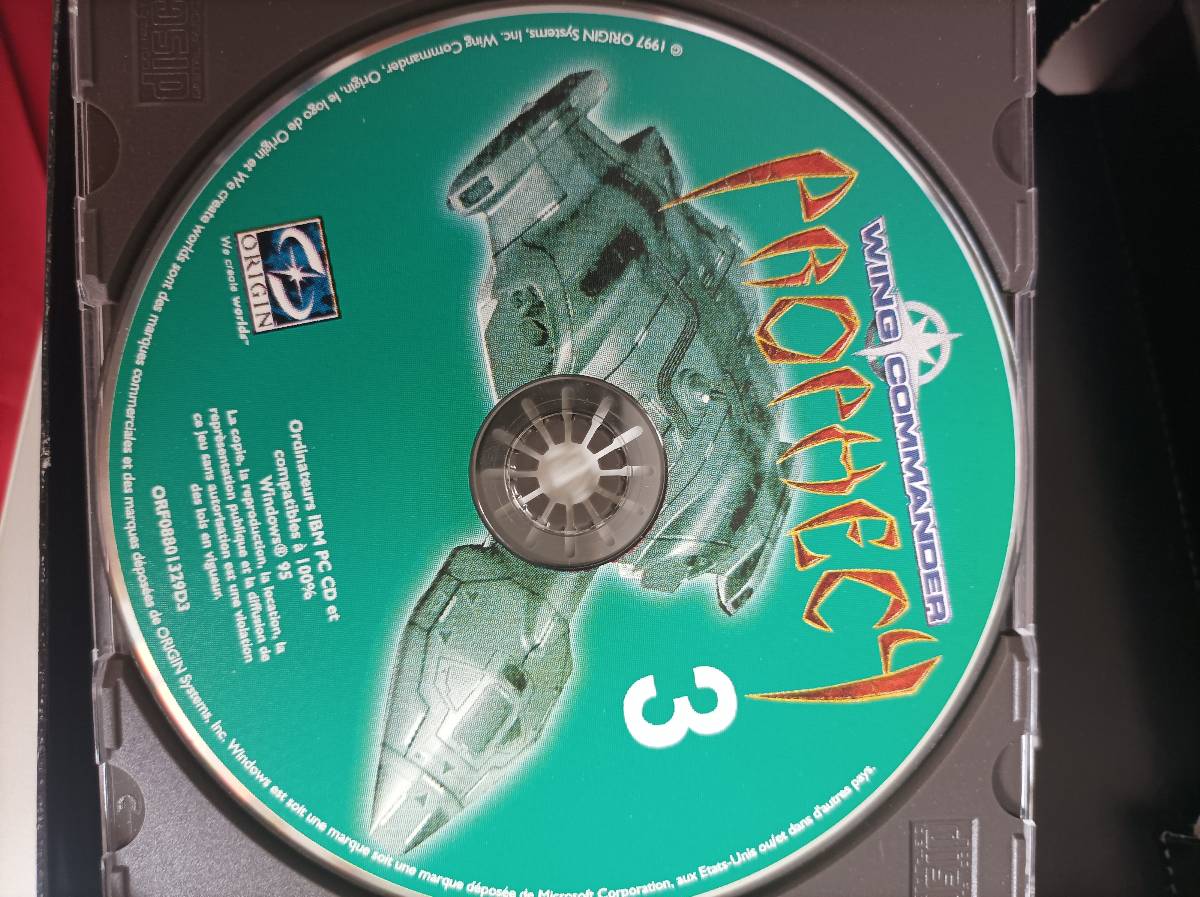 WING COMMANDER
PROPHECY
3
ORIGIN
We create worlds™
Ordinateurs IBM PC CD et
compatibles à 100%
Windows® 95
La copie, la reproduction, la location, la
représentation publique et la diffusion de
ce jeu sans autorisation est une violation
des lois en vigueur.
ORF08801329D3
© 1997 ORIGIN Systems, Inc. Wing Commander, Origin, le logo de Origin et We create worlds sont des marques commerciales et des marques déposées de ORIGIN Systems, Inc. Windows est soit une marque soit une marque déposée de Microsoft Corporation, aux Etats-Unis ou/et dans d'autres pays.